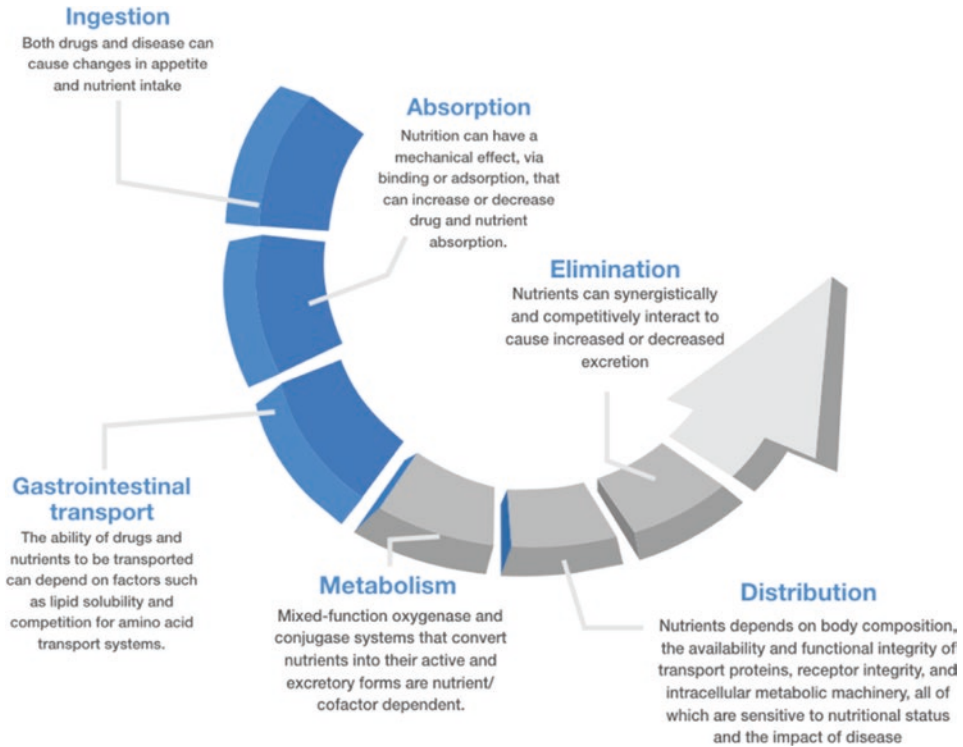 Ingestion
Both drugs and disease can
cause changes in appetite
and nutrient intake
Absorption
Nutrition can have a
mechanical effect, via
binding or adsorption, that
can increase or decrease
drug and nutrient
absorption.
Gastrointestinal
transport
The ability of drugs and
nutrients to be transported
can depend on factors such
as lipid solubility and
competition for amino acid
transport systems.
Metabolism
Mixed-function oxygenase and
conjugase systems that convert
nutrients into their active and
excretory forms are nutrient/
cofactor dependent.
Distribution
Nutrients depends on body composition,
the availability and functional integrity of
transport proteins, receptor integrity, and
intracellular metabolic machinery, all of
which are sensitive to nutritional status
and the impact of disease
Elimination
Nutrients can synergistically
and competitively interact to
cause increased or decreased
excretion